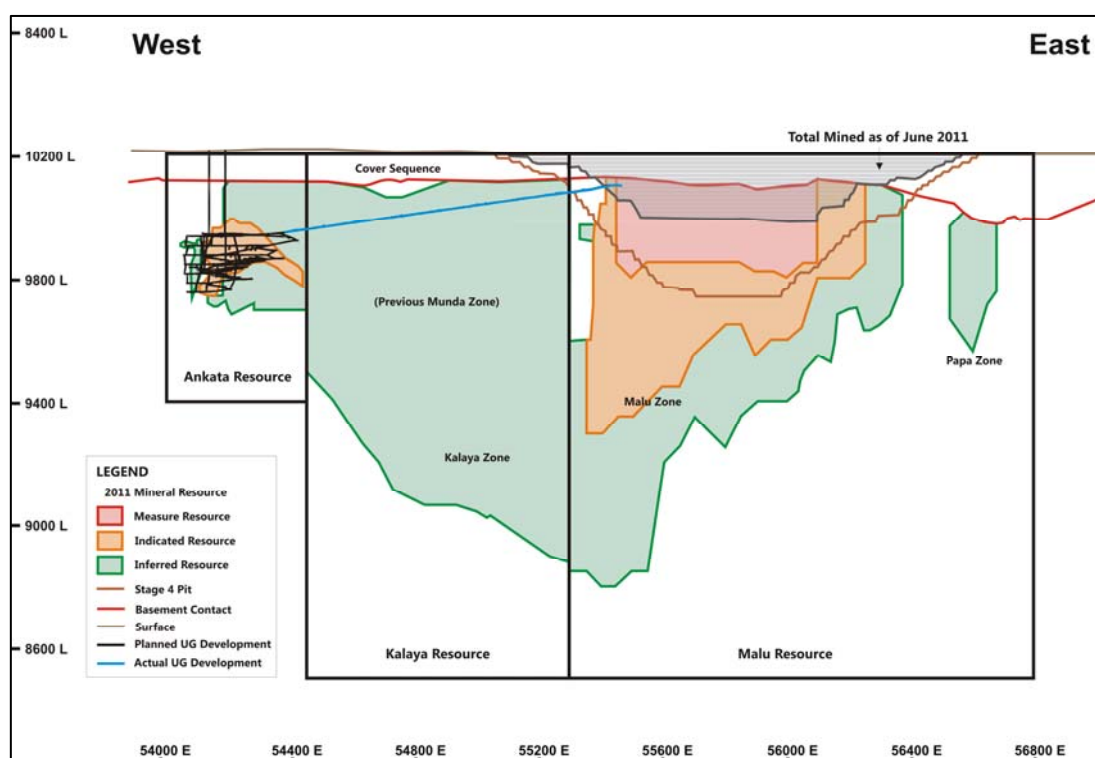 8400 L
West
East
Total Mined as of June 2011
10200 L
Cover Sequence
9800 L
(Previous Munda Zone)
Papa Zone
Ankata Resource
9400 L
Malu Zone
Kalaya Zone
LEGEND
2011 Mineral Resource
Measure Resource
9000 L
Indicated Resource
Inferred Resource
Stage 4 Pit
Basement Contact
Surface
8600 L
Planned UG Development
Actual UG Development
Kalaya Resource
Malu Resource
54000 E
54400 E
54800 E
55200 E
55600 E
56000 E
56400 E
56800 E